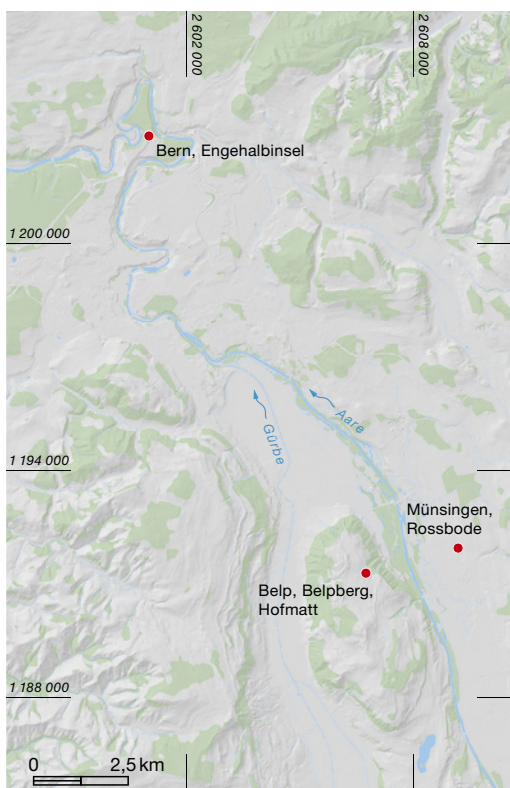 2 602 000
2 608 000
Bern, Engehalbinsel
1 200 000
Aare
Gürbe
1 194 000
Münsingen,
Rossbode
Belp, Belpberg,
Hofmatt
1 188 000
0 2,5 km